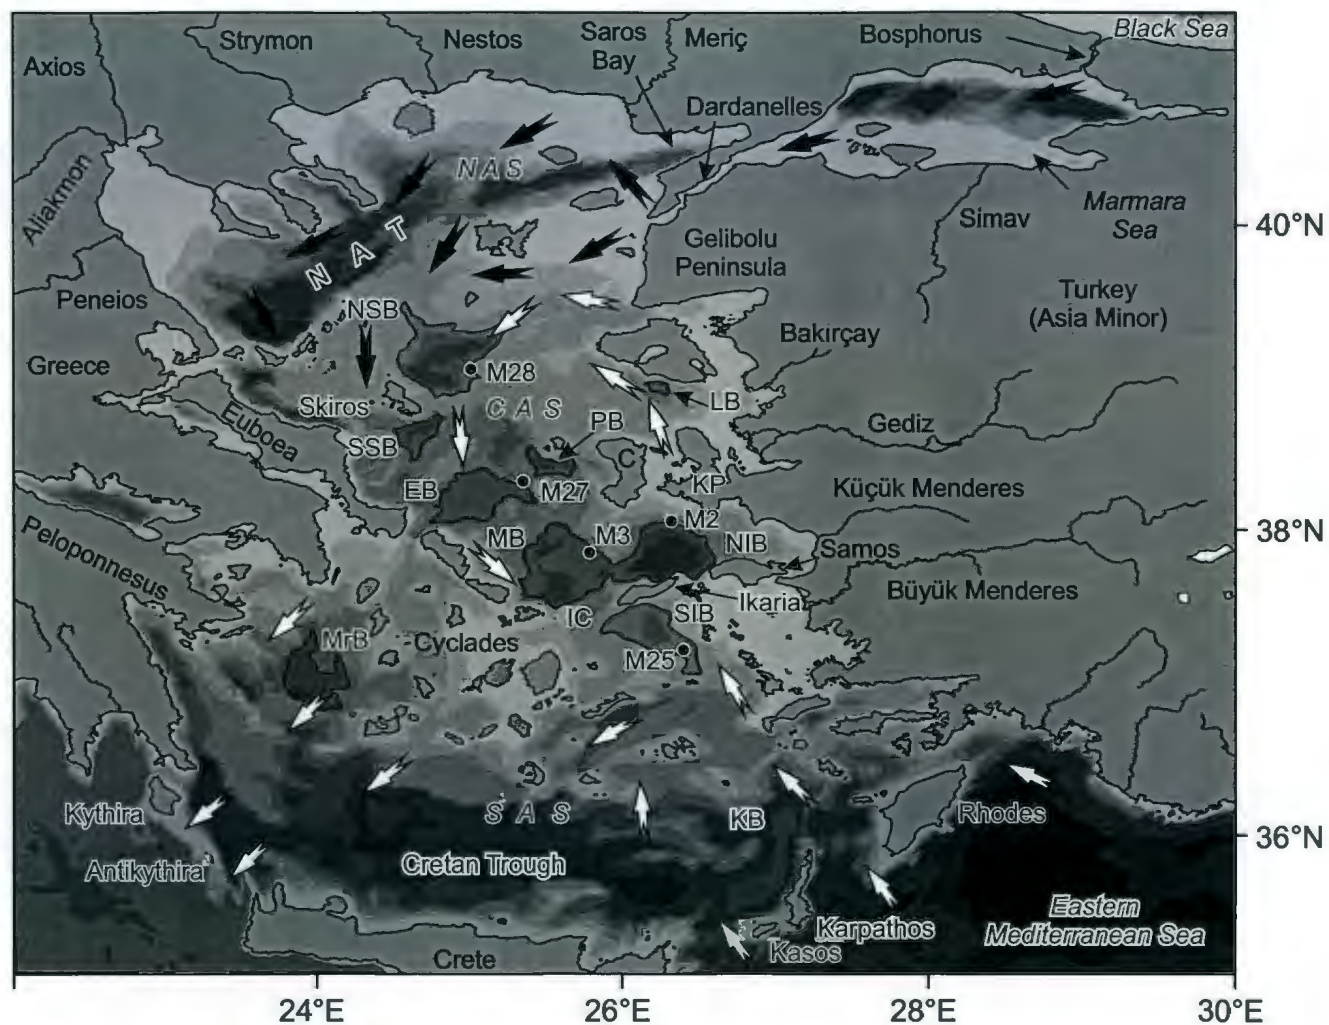 Black Sea
Strymon
Nestos
Saros
Bay
Meriç
Bosphorus
Axios
Dardanelles
NAS
Aliakmon
Marmara
Sea
Simav
40°N
NAT
Gelibolu
Peninsula
Peneios
NSB
Turkey
(Asia Minor)
Bakırçay
Greece
M28
Skiros
CAS
LB
PB
Gediz
Euboea
SSB
C
EB
M27
KP
Küçük Menderes
M2
Peloponnesus
MB
M3
NIB
Samos
38°N
Büyük Menderes
Ikaria
IC
SIB
MrB
Cyclades
M25
Kythira
SAS
KB
Rhodes
36°N
Antikythira
Cretan Trough
Eastern
Mediterranean Sea
Karpathos
Kasos
Crete
24°E
26°E
28°E
30°E